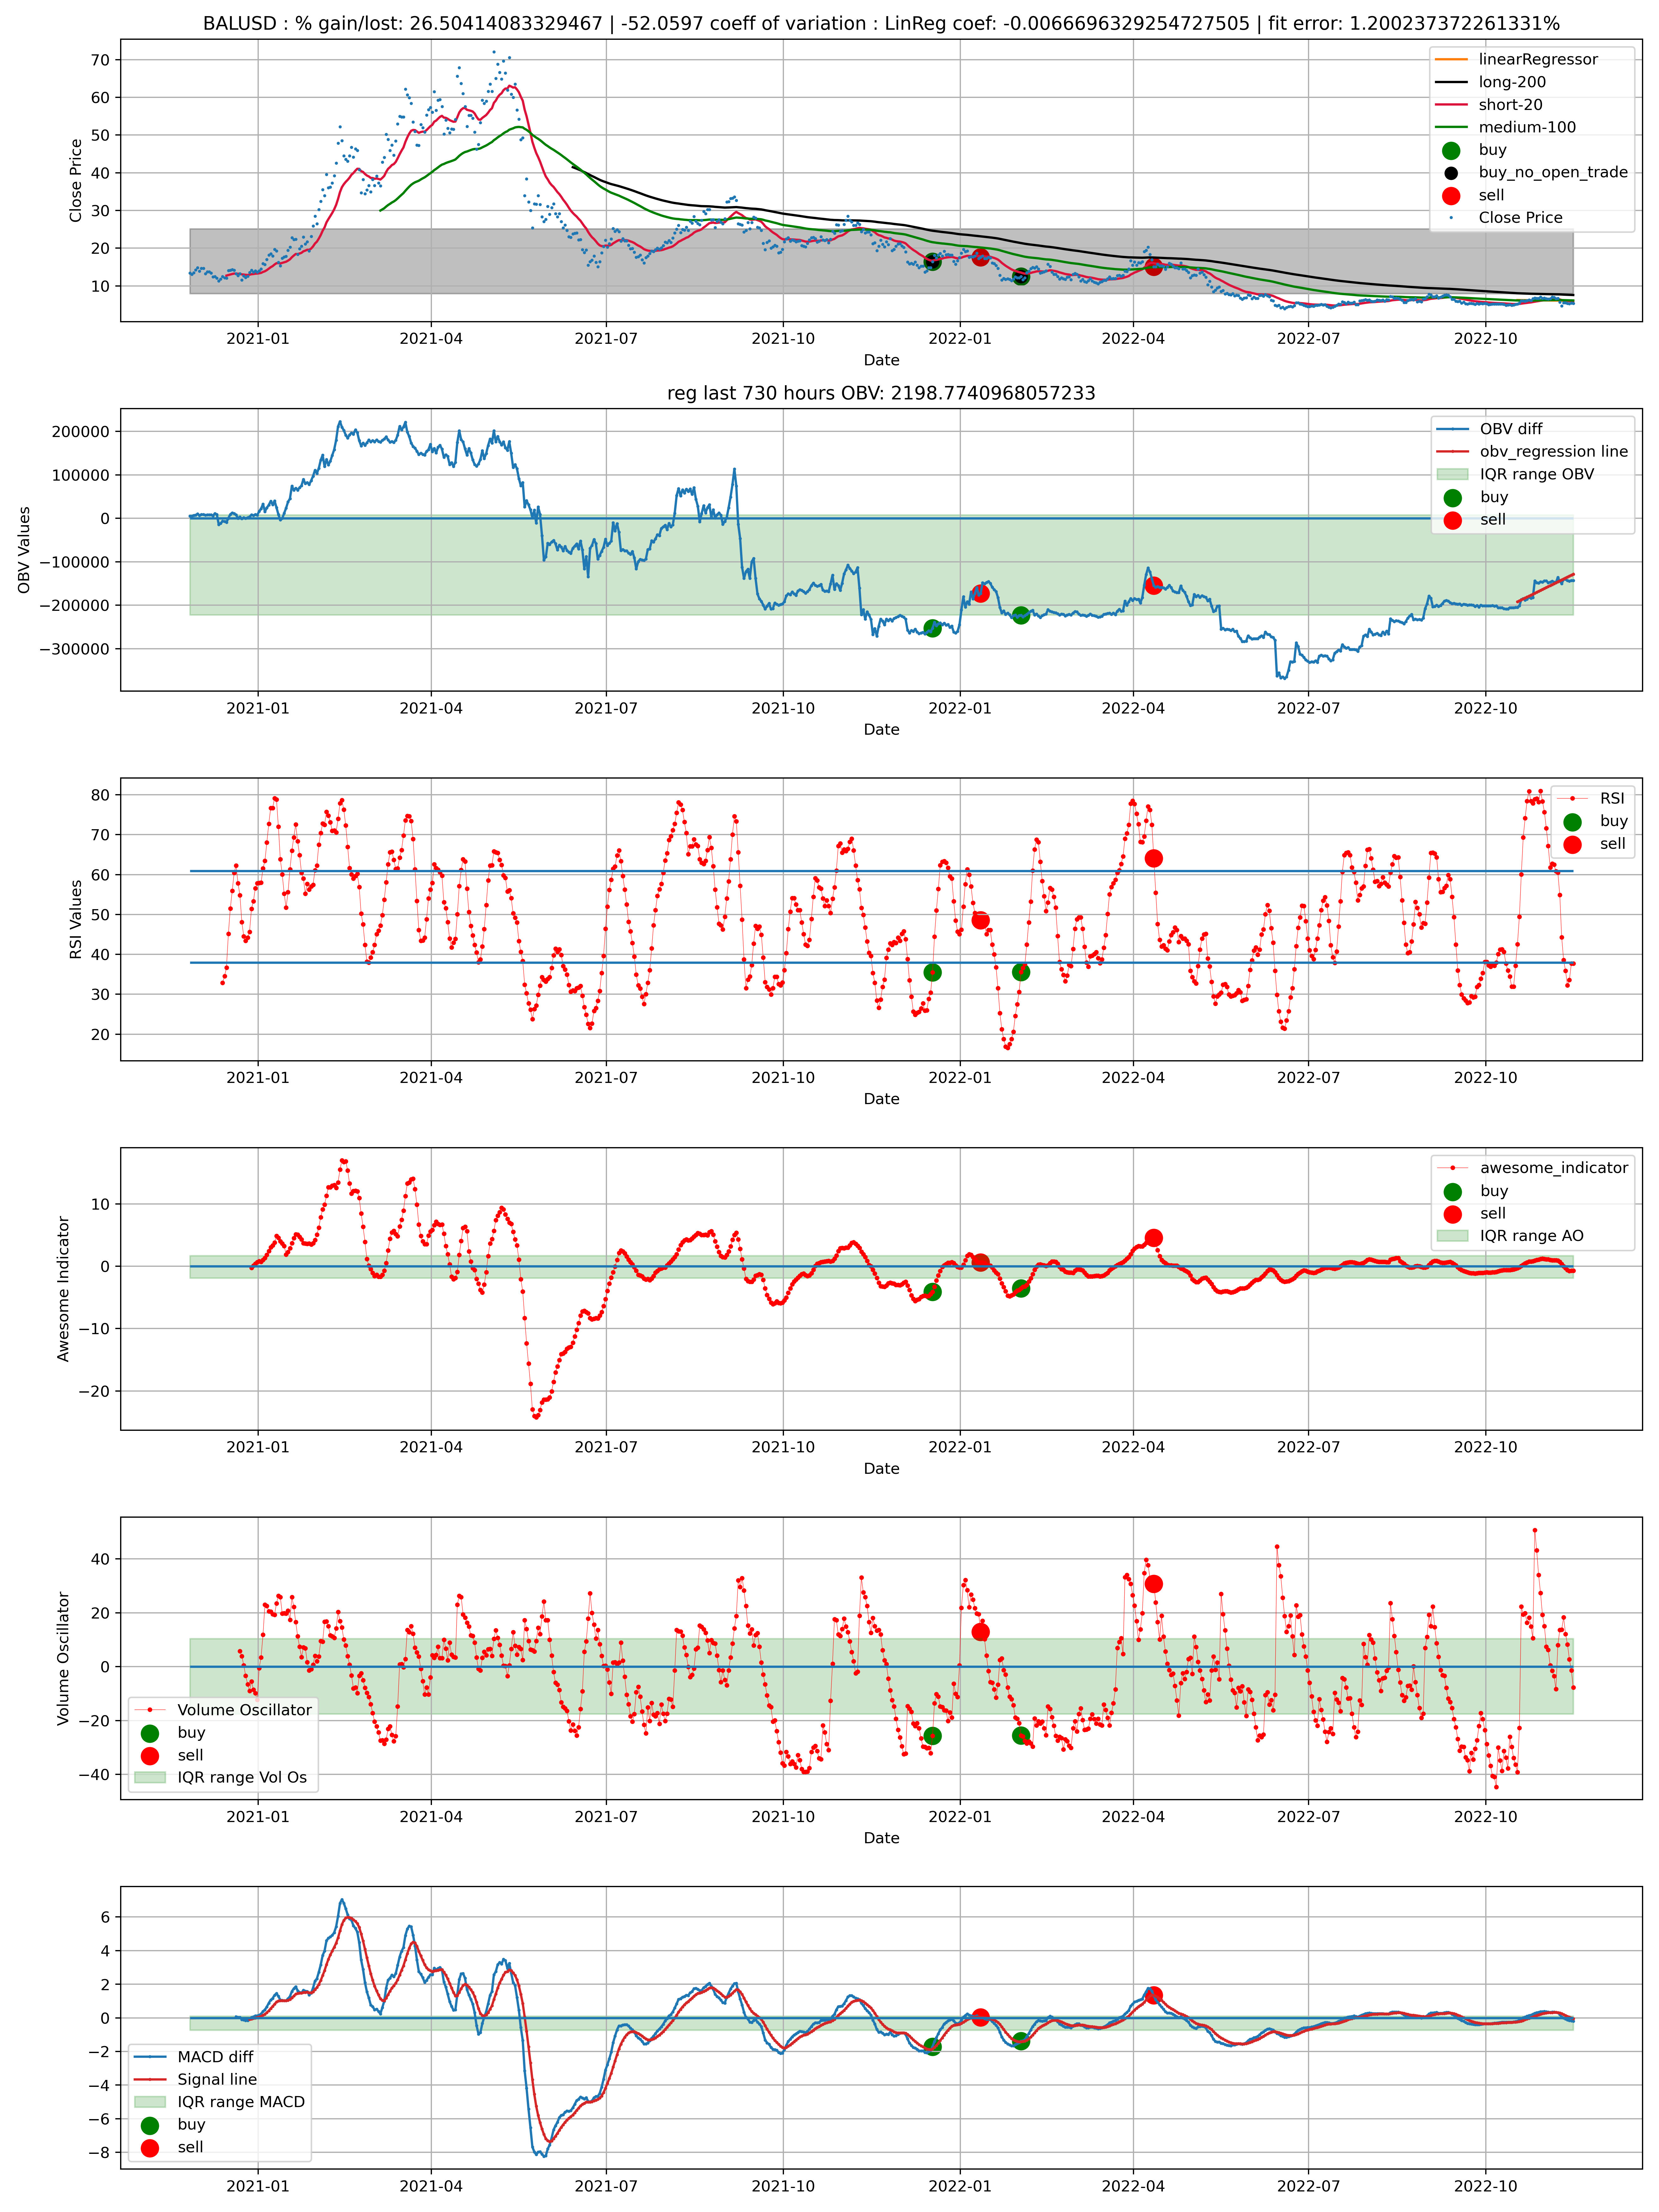 BALUSD : % gain/lost: 26.50414083329467 | -52.0597 coeff of variation : LinReg coef: -0.0066696329254727505 | fit error: 1.200237372261331%
Close Price
70
60
50
40
30
20
10
linearRegressor
long-200
short-20
medium-100
buy
buy_no_open_trade
sell
Close Price
2021-01 2021-04 2021-07 2021-10 2022-01 2022-04 2022-07 2022-10
Date
reg last 730 hours OBV: 2198.7740968057233
OBV Values
200000
100000
0
−100000
−200000
−300000
OBV diff
obv_regression line
IQR range OBV
buy
sell
2021-01 2021-04 2021-07 2021-10 2022-01 2022-04 2022-07 2022-10
Date
RSI Values
80
70
60
50
40
30
20
RSI
buy
sell
2021-01 2021-04 2021-07 2021-10 2022-01 2022-04 2022-07 2022-10
Date
Awesome Indicator
10
0
−10
−20
awesome_indicator
buy
sell
IQR range AO
2021-01 2021-04 2021-07 2021-10 2022-01 2022-04 2022-07 2022-10
Date
Volume Oscillator
40
20
0
−20
−40
Volume Oscillator
buy
sell
IQR range Vol Os
2021-01 2021-04 2021-07 2021-10 2022-01 2022-04 2022-07 2022-10
Date
6
4
2
0
−2
−4
−6
−8
MACD diff
Signal line
IQR range MACD
buy
sell
2021-01 2021-04 2021-07 2021-10 2022-01 2022-04 2022-07 2022-10